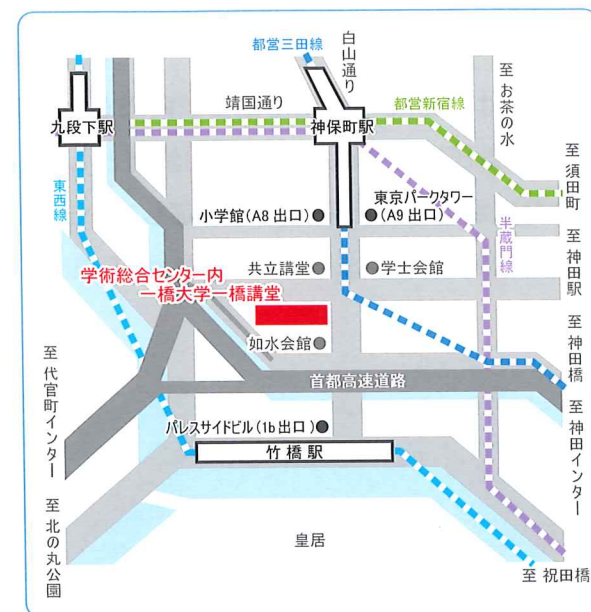 都営三田線
白山通り
至 お茶の水
靖国通り
都営新宿線
九段下駅
神保町駅
至 須田町
東西線
小学館(A8 出口)
東京パークタワー
(A9 出口)
半蔵門線
至 神田駅
共立講堂
学士会館
学術総合センター内
一橋大学一橋講堂
如水会館
至 神田橋
至 代官町インター
首都高速道路
至 神田インター
パレスサイドビル(1b 出口)
竹橋駅
至 北の丸公園
皇居
至 祝田橋